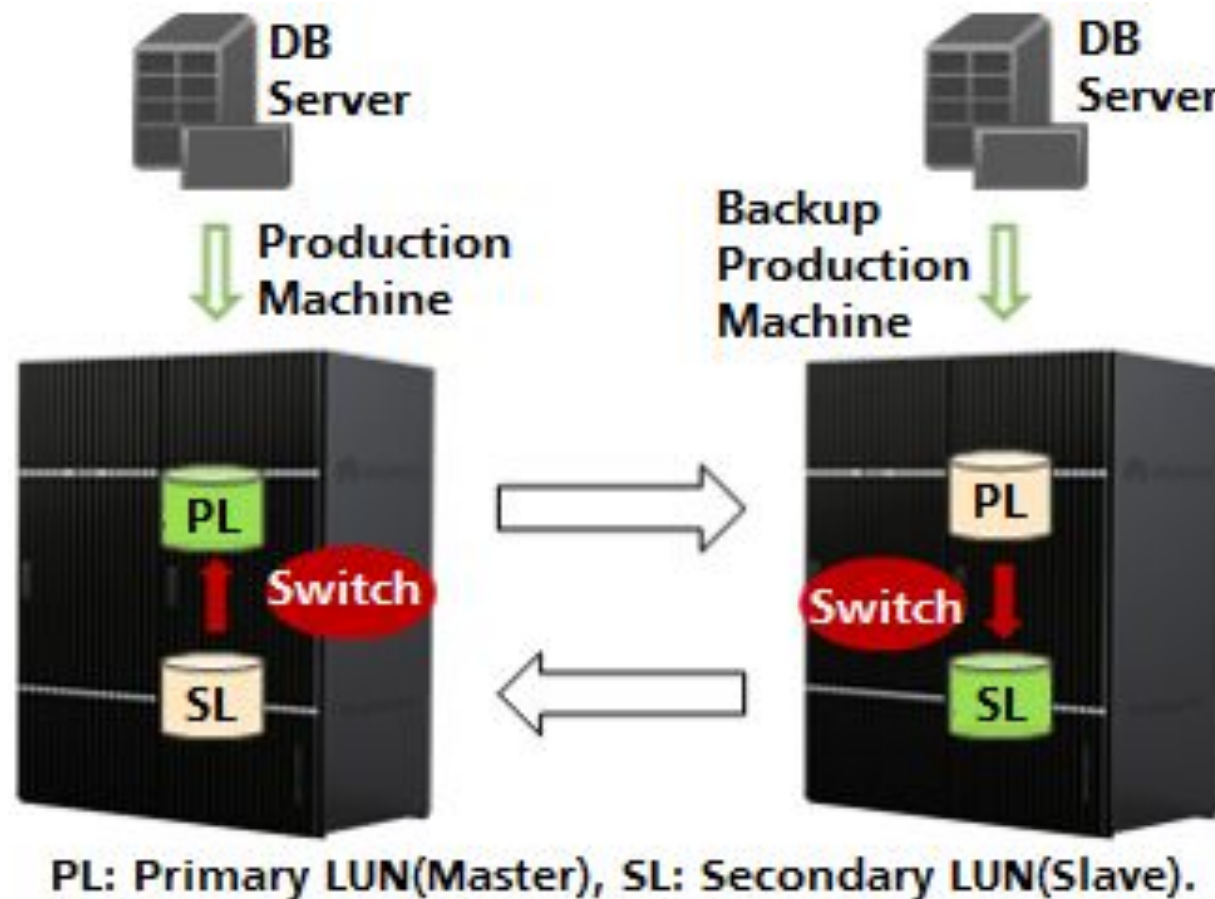 DB
Server
DB
Server
Production
Machine
Backup
Production
Machine
PL
PL
Switch
Switch
SL
SL
PL: Primary LUN(Master), SL: Secondary LUN(Slave).